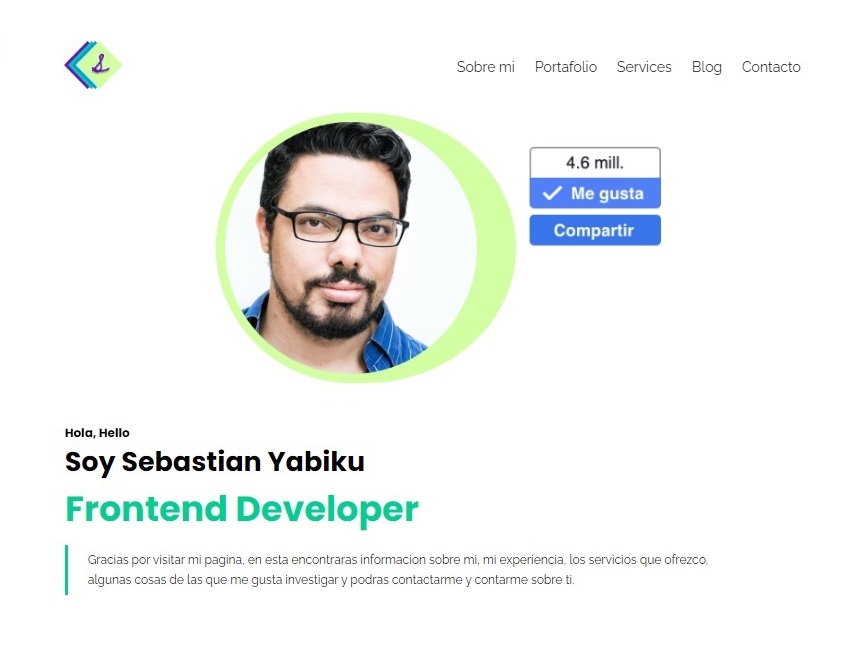 Sobre mi Portafolio Services Blog Contacto
4.6 mill.
Me gusta
Compartir
Hola, Hello
Soy Sebastian Yabiku
Frontend Developer
Gracias por visitar mi pagina, en esta encontraras informacion sobre mi, mi experiencia, los servicios que ofrezco,
algunas cosas de las que me gusta investigar y podras contactarme y contarme sobre ti.